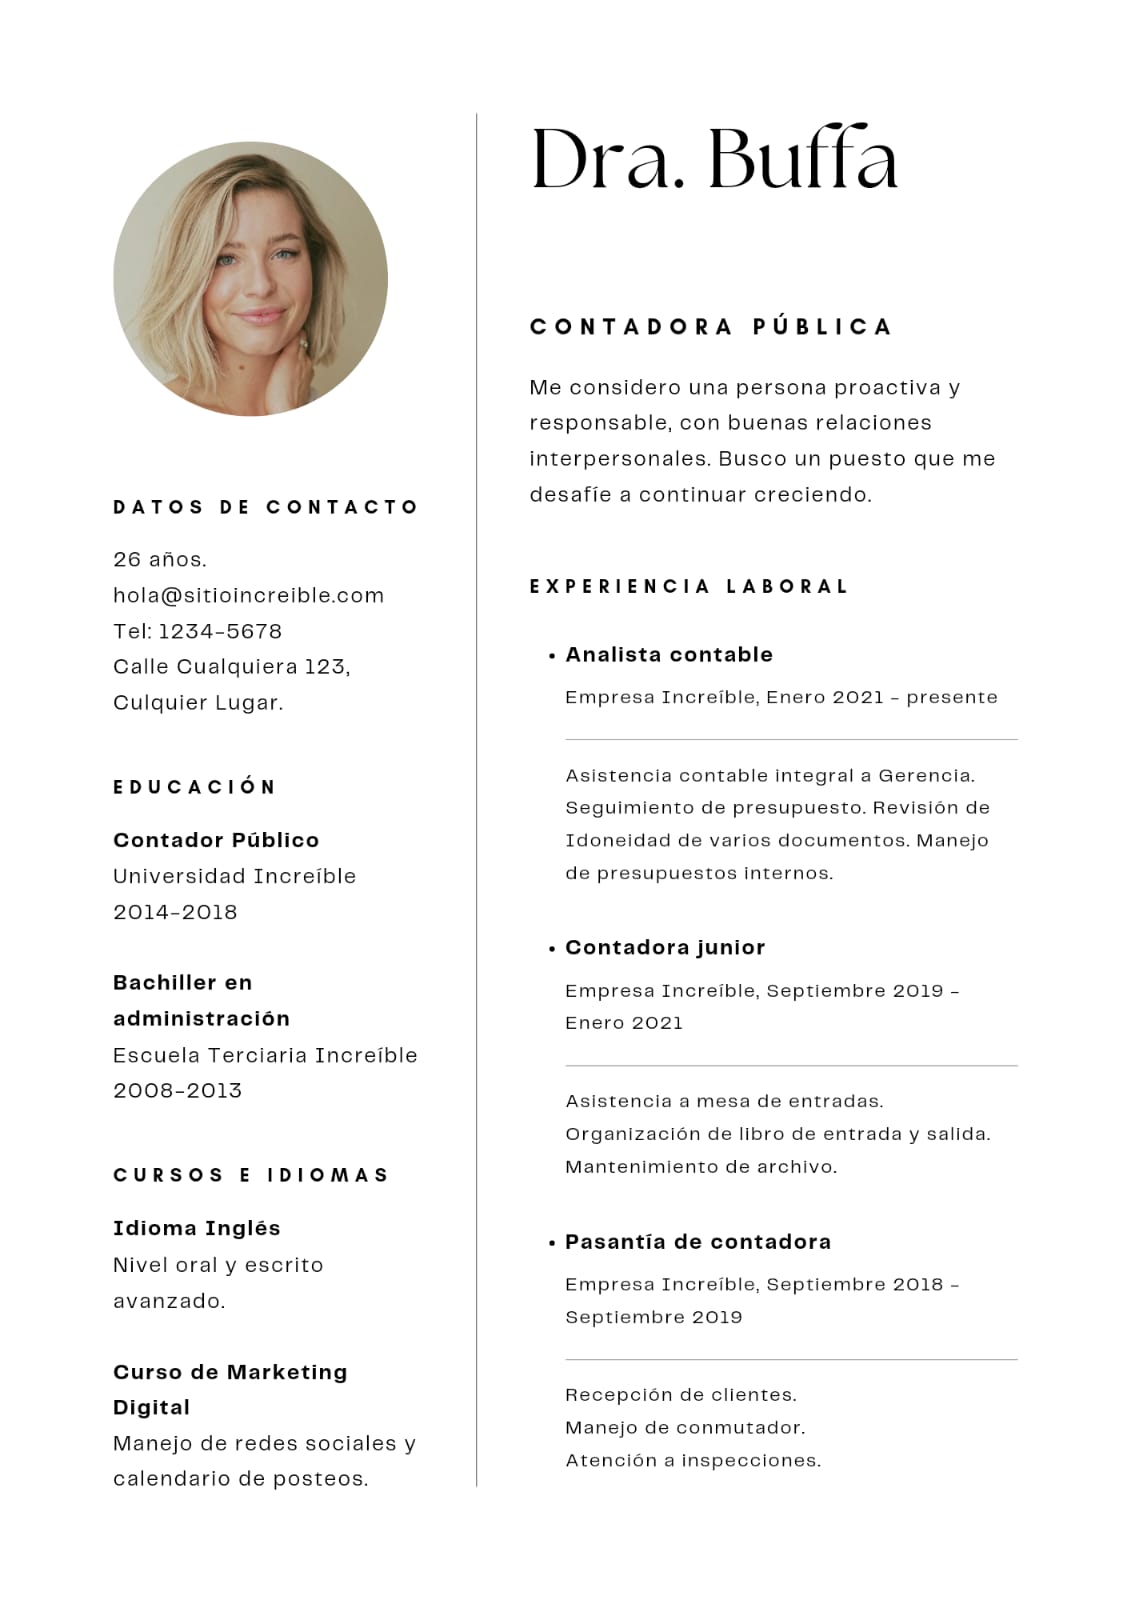 Dra. Buffa
CONTADORA PÚBLICA
Me considero una persona proactiva y
responsable, con buenas relaciones
interpersonales. Busco un puesto que me
desafíe a continuar creciendo.
DATOS DE CONTACTO
26 años.
hola@sitioincreible.com
Tel: 1234-5678
Calle Cualquiera 123,
Culquier Lugar.
EDUCACIÓN
Contador Público
Universidad Increíble
2014-2018
Bachiller en
administración
Escuela Terciaria Increíble
2008-2013
CURSOS E IDIOMAS
Idioma Inglés
Nivel oral y escrito
avanzado.
Curso de Marketing
Digital
Manejo de redes sociales y
calendario de posteos.
EXPERIENCIA LABORAL
• Analista contable
Empresa Increíble, Enero 2021 - presente
Asistencia contable integral a Gerencia.
Seguimiento de presupuesto. Revisión de
Idoneidad de varios documentos. Manejo
de presupuestos internos.
• Contadora junior
Empresa Increíble, Septiembre 2019 -
Enero 2021
Asistencia a mesa de entradas.
Organización de libro de entrada y salida.
Mantenimiento de archivo.
• Pasantía de contadora
Empresa Increíble, Septiembre 2018 -
Septiembre 2019
Recepción de clientes.
Manejo de conmutador.
Atención a inspecciones.